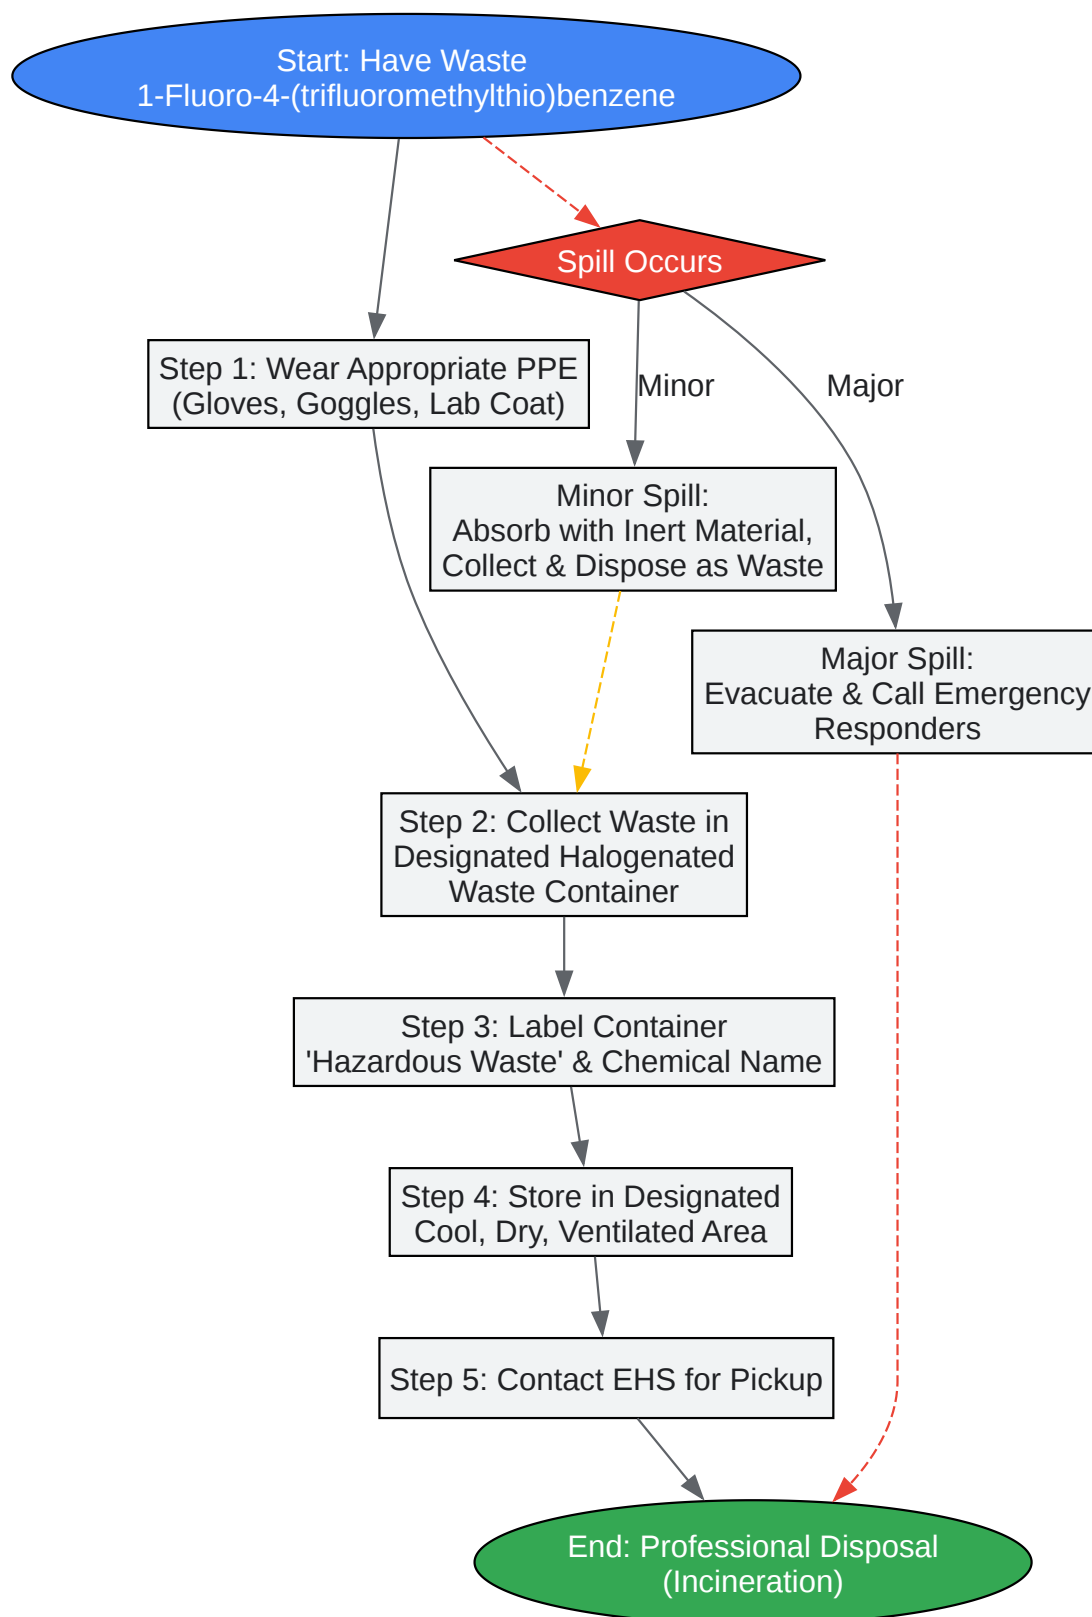 Start: Have Waste
1-Fluoro-4-(trifluoromethylthio)benzene
Spill Occurs
Step 1: Wear Appropriate PPE
(Gloves, Goggles, Lab Coat)
Minor
Major
Minor Spill:
Absorb with Inert Material,
Collect & Dispose as Waste
Major Spill:
Evacuate & Call Emergency
Responders
Step 2: Collect Waste in
Designated Halogenated
Waste Container
Step 3: Label Container
'Hazardous Waste' & Chemical Name
Step 4: Store in Designated
Cool, Dry, Ventilated Area
Step 5: Contact EHS for Pickup
End: Professional Disposal
(Incineration)